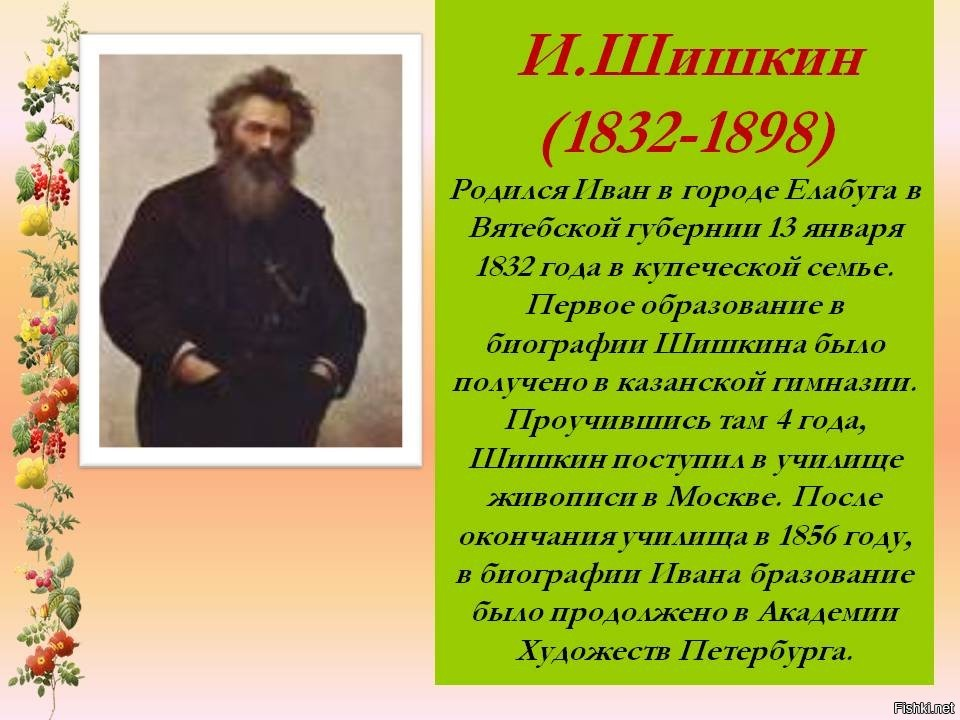 И.Шишкин
(1832-1898)
Родился Иван в городе Елабуга в
Вятебской губернии 13 января
1832 года в купеческой семье.
Первое образование в
биографии Шишкина было
получено в казанской гимназии.
Проучившись там 4 года,
Шишкин поступил в училище
живописи в Москве. После
окончания училища в 1856 году,
в биографии Ивана бразование
было продолжено в Академии
Художеств Петербурга.
Fishki.net